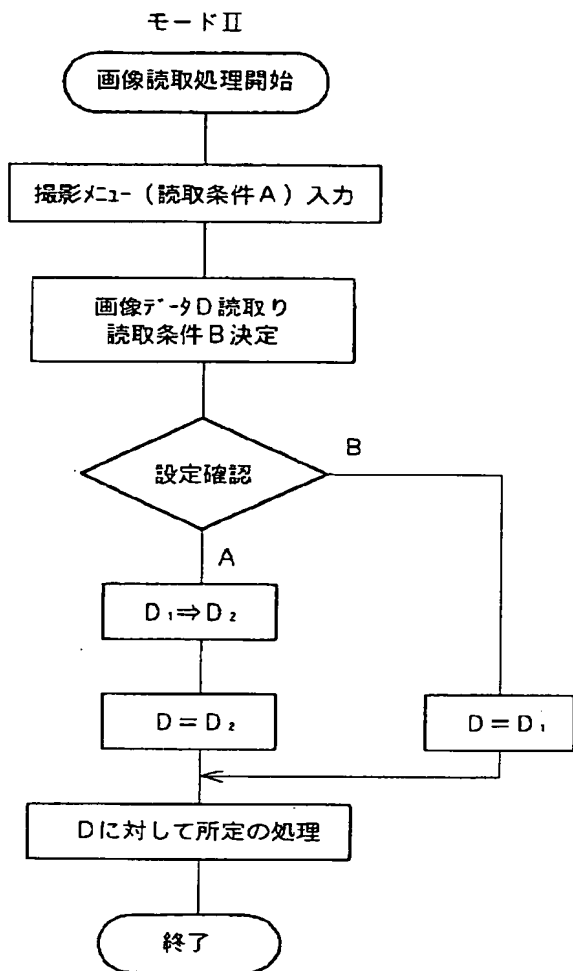 モードⅡ
画像読取処理開始
撮影メニュー（読取条件A）入力
画像データD読取り
読取条件B決定
設定確認
B
A
D₁⇒D₂
D=D₂
D=D₁
Dに対して所定の処理
終了